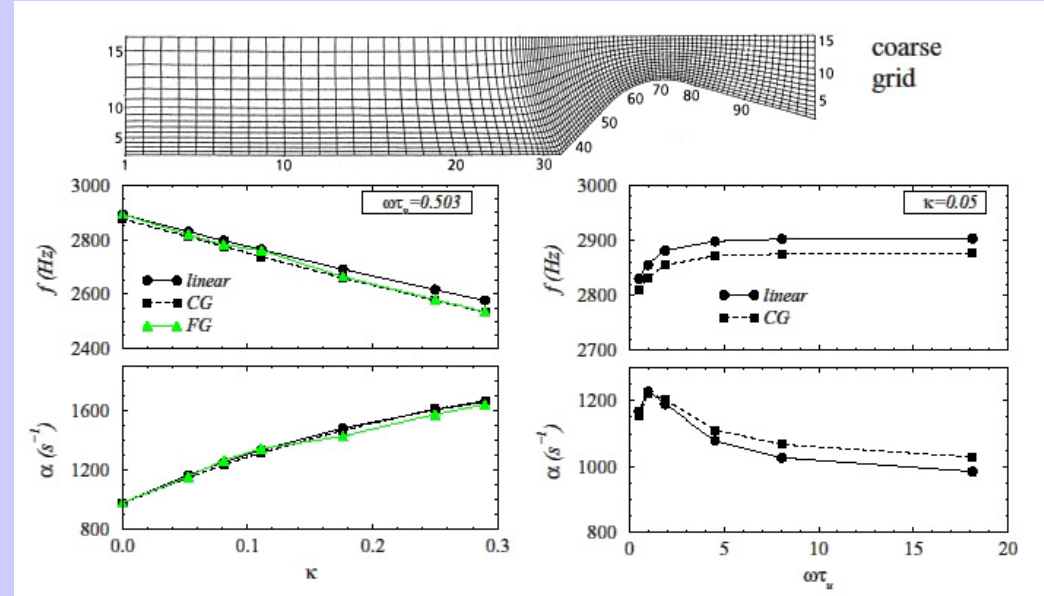 15
10
5
1 10 20 30 40 50 60 70 80 90
15
10
5
coarse
grid
3000
2800
2600
2400
f (Hz)
ωτᵤ=0.503
linear
CG
FG
1600
1200
800
α (s⁻¹)
0.0 0.1 0.2 0.3
κ
3000
2900
2800
2700
f (Hz)
κ=0.05
linear
CG
1200
1000
800
α (s⁻¹)
0 5 10 15 20
ωτᵤ